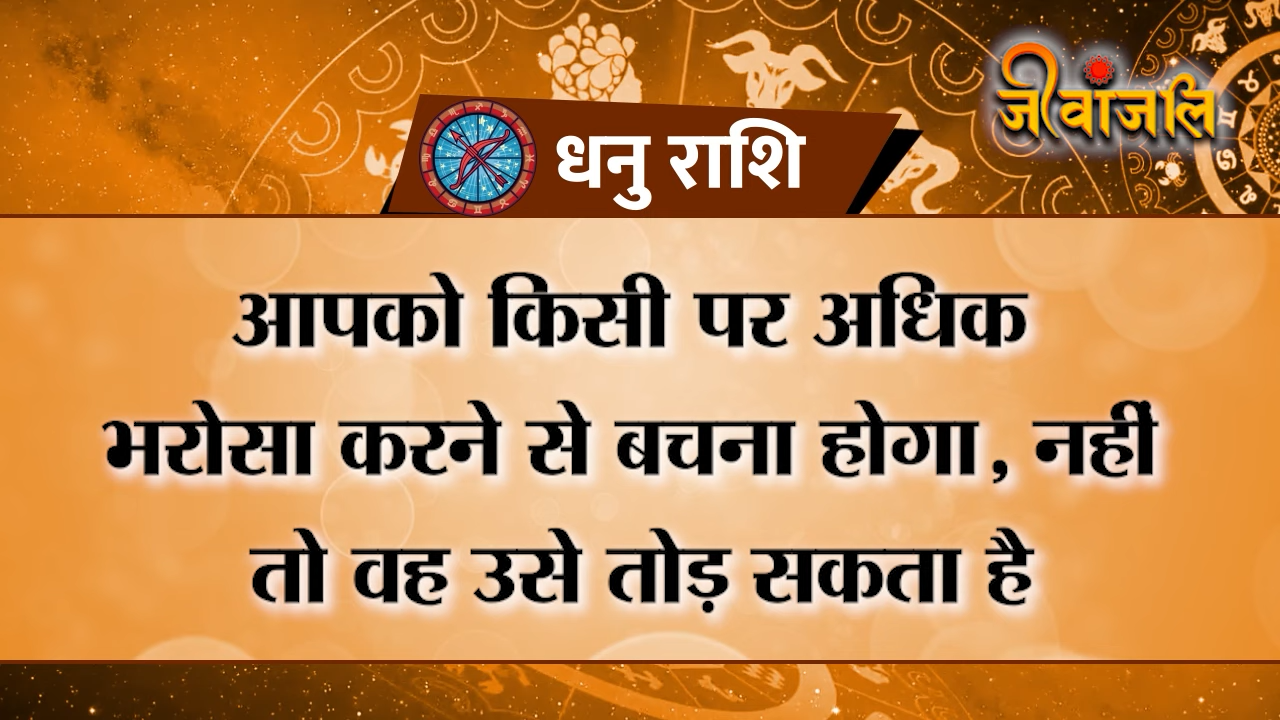 जीवांजलि
धनु राशि
आपको किसी पर अधिक
भरोसा करने से बचना होगा, नहीं
तो वह उसे तोड़ सकता है